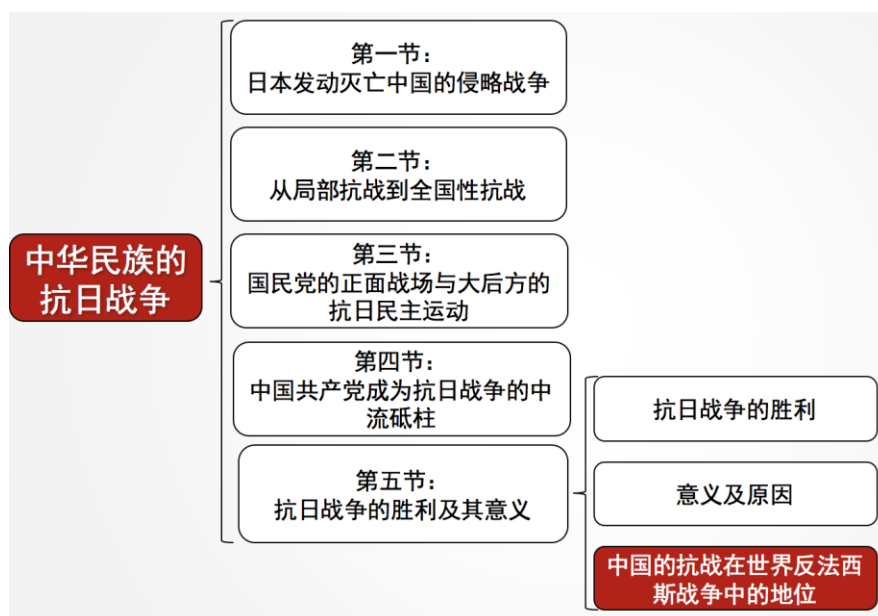 中华民族的
抗日战争
第一节：
日本发动灭亡中国的侵略战争
第二节：
从局部抗战到全国性抗战
第三节：
国民党的正面战场与大后方的
抗日民主运动
第四节：
中国共产党成为抗日战争的中
流砥柱
第五节：
抗日战争的胜利及其意义
抗日战争的胜利
意义及原因
中国的抗战在世界反法西
斯战争中的地位